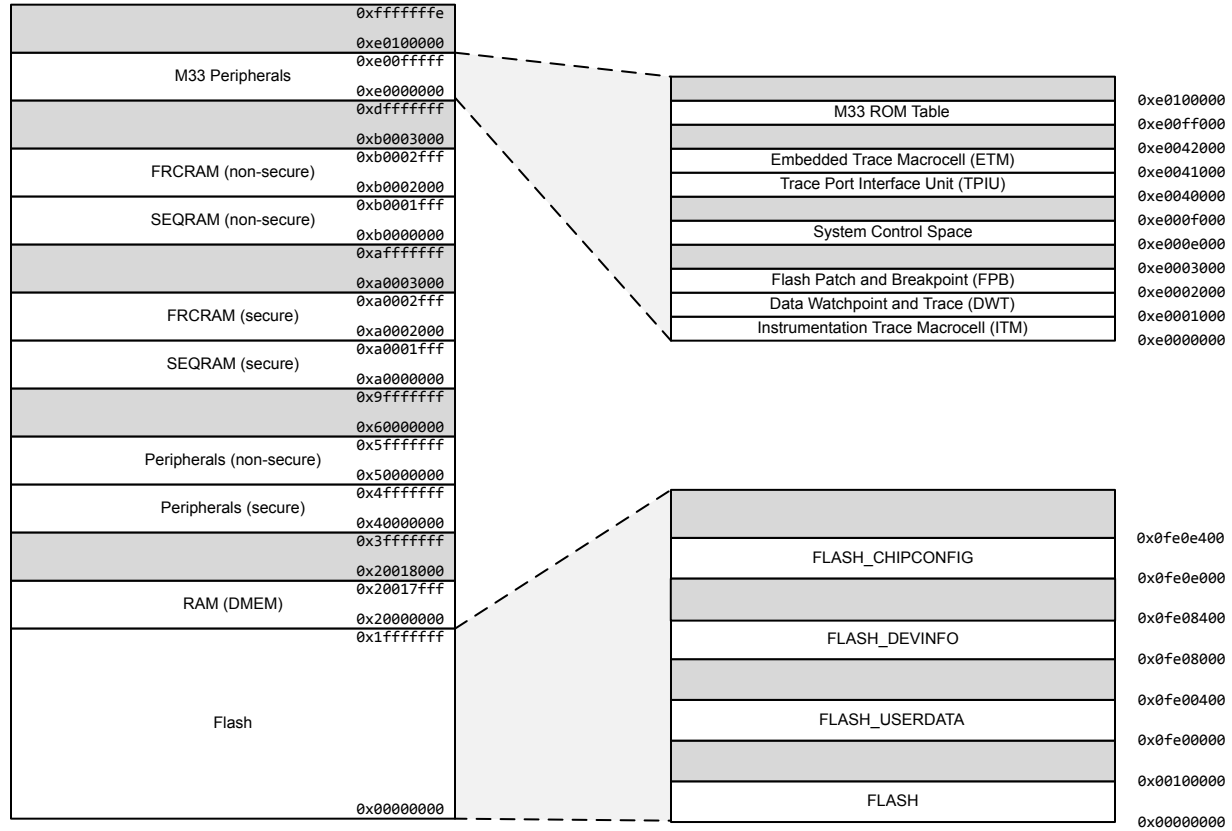 0xfffffffe
0xe0100000
0xe00fffff
M33 Peripherals
0xe0000000
0xdfffffff
0xb0003000
0xb0002fff
FRCRAM (non-secure)
0xb0002000
0xb0001fff
SEQRAM (non-secure)
0xb0000000
0xafffffff
0xa0003000
0xa0002fff
FRCRAM (secure)
0xa0002000
0xa0001fff
SEQRAM (secure)
0xa0000000
0x9fffffff
0x60000000
0x5fffffff
Peripherals (non-secure)
0x50000000
0x4fffffff
Peripherals (secure)
0x40000000
0x3fffffff
0x20018000
0x20017fff
RAM (DMEM)
0x20000000
0x1fffffff
Flash
0x00000000
0xe0100000
M33 ROM Table
0xe00ff000
0xe0042000
Embedded Trace Macrocell (ETM)
0xe0041000
Trace Port Interface Unit (TPIU)
0xe0040000
0xe000f000
System Control Space
0xe000e000
0xe0003000
Flash Patch and Breakpoint (FPB)
0xe0002000
Data Watchpoint and Trace (DWT)
0xe0001000
Instrumentation Trace Macrocell (ITM)
0xe0000000
0x0fe0e400
FLASH_CHIPCONFIG
0x0fe0e000
0x0fe08400
FLASH_DEVINFO
0x0fe08000
0x0fe00400
FLASH_USERDATA
0x0fe00000
0x00100000
FLASH
0x00000000